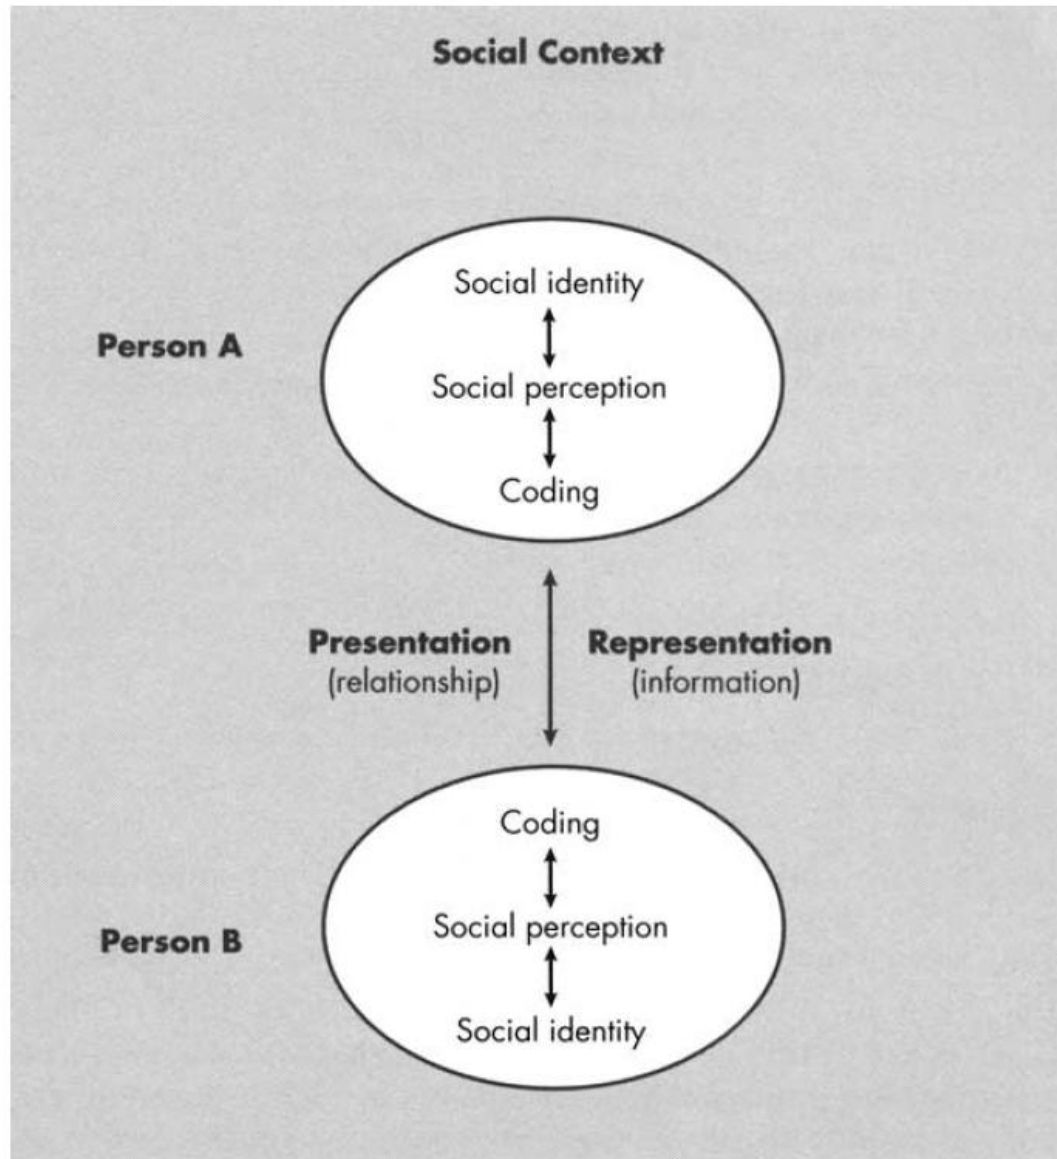 Social Context
Person A
Social identity
Social perception
Coding
Presentation
(relationship)
Representation
(information)
Person B
Coding
Social perception
Social identity